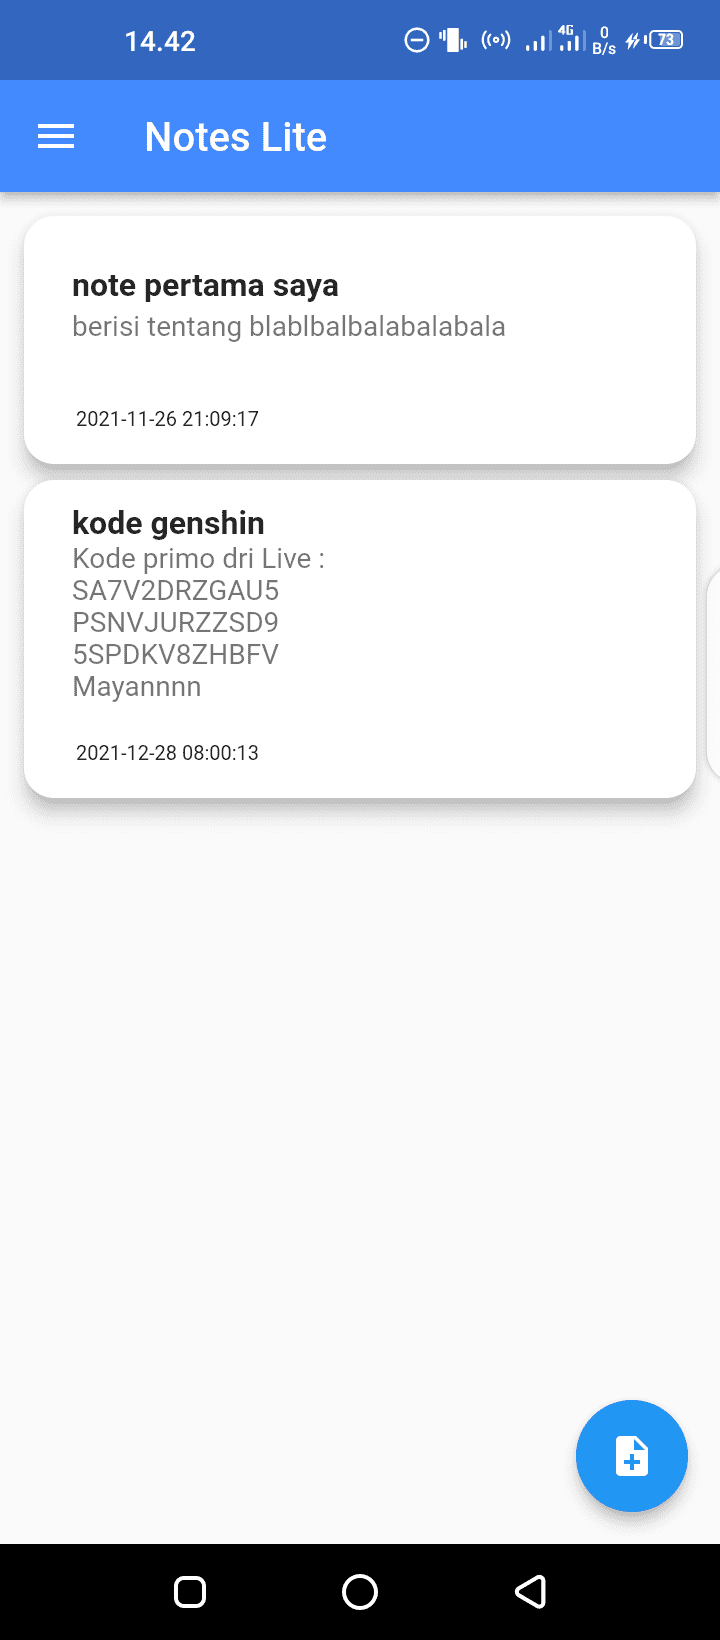 14.42
4G
0
B/s
73
Notes Lite
note pertama saya
berisi tentang blablbalbalabalabala
2021-11-26 21:09:17
kode genshin
Kode primo dri Live :
SA7V2DRZGAU5
PSNVJURZZSD9
5SPDKV8ZHBFV
Mayannnn
2021-12-28 08:00:13